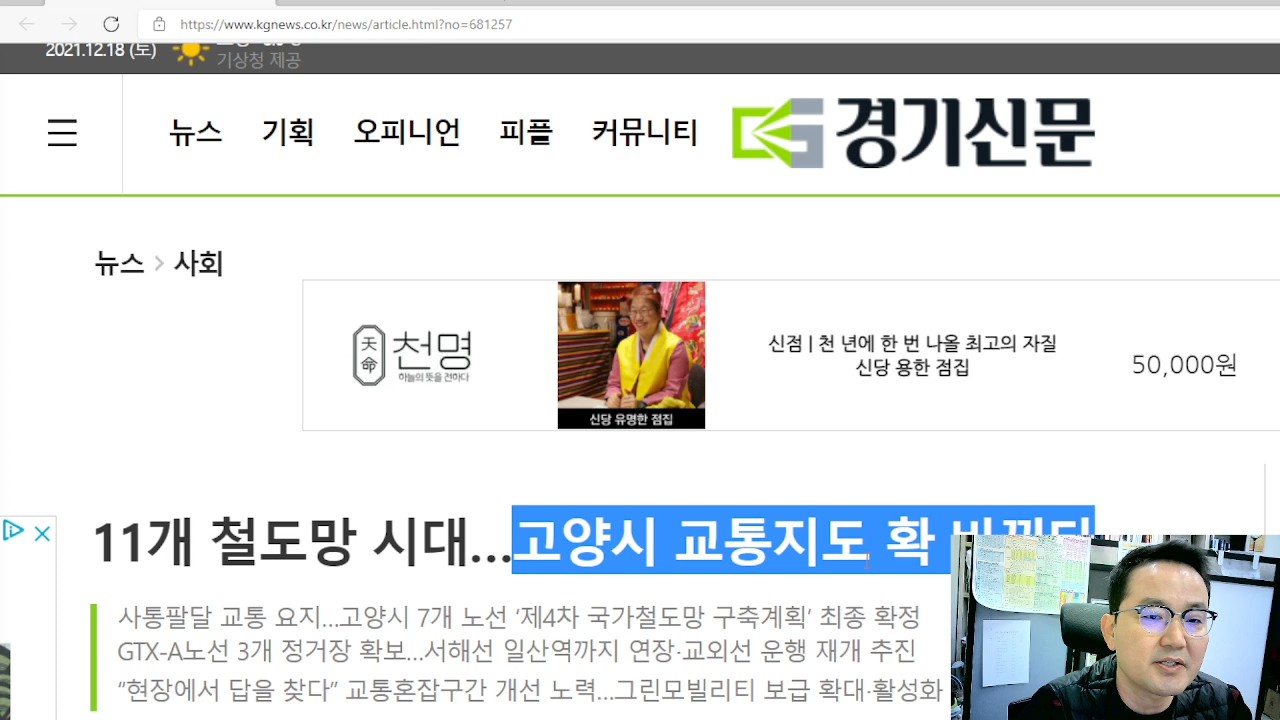 https://www.kgnews.co.kr/news/article.html?no=681257
2021.12.18 (토)
기상청 제공
뉴스 기획 오피니언 피플 커뮤니티 경기신문
뉴스 > 사회
天命 천명
하늘의 뜻을 전하다
신당 유명한 점집
신점 | 천 년에 한 번 나올 최고의 자질
신당 용한 점집
50,000원
11개 철도망 시대...고양시 교통지도 확
사통팔달 교통 요지...고양시 7개 노선 ‘제4차 국가철도망 구축계획’ 최종 확정
GTX-A노선 3개 정거장 확보...서해선 일산역까지 연장·교외선 운행 재개 추진
“현장에서 답을 찾다” 교통혼잡구간 개선 노력...그린모빌리티 보급 확대·활성화